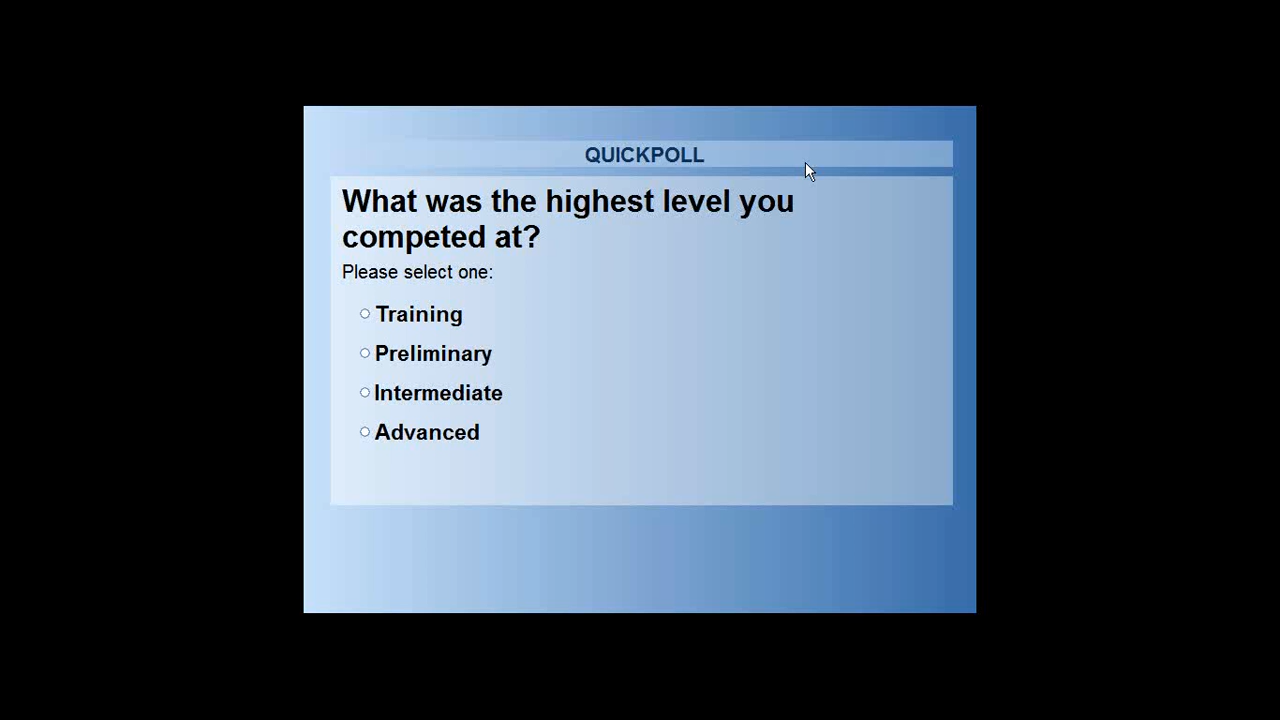 QUICKPOLL
What was the highest level you
competed at?
Please select one:
Training
Preliminary
Intermediate
Advanced